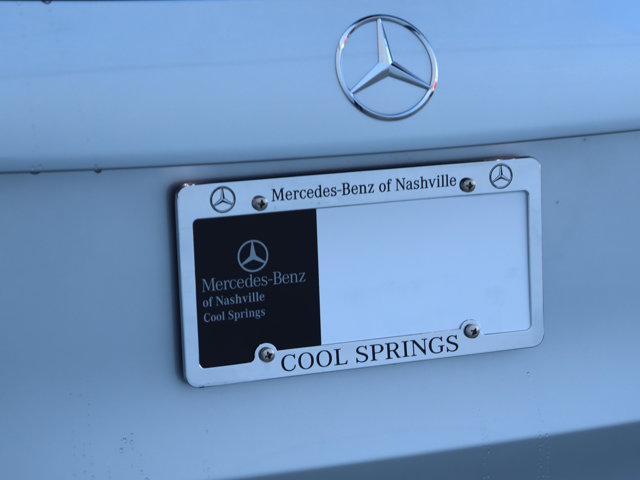 Mercedes-Benz of Nashville
Mercedes-Benz
of Nashville
Cool Springs
COOL SPRINGS